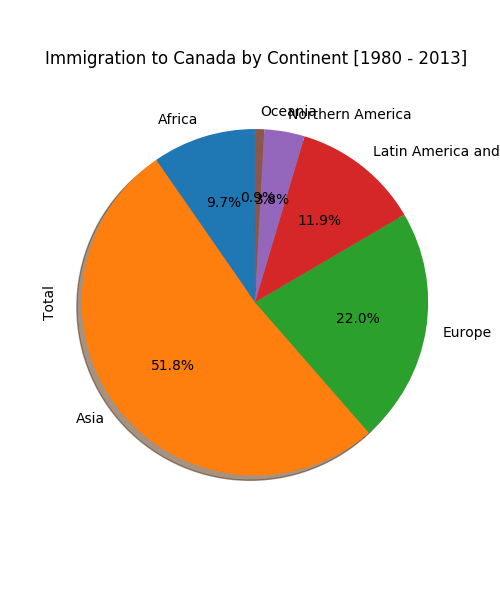 Immigration to Canada by Continent [1980 - 2013]
Oceania
Northern America
Africa
Latin America and
0.9%
3.8%
9.7%
11.9%
Total
22.0%
Europe
51.8%
Asia